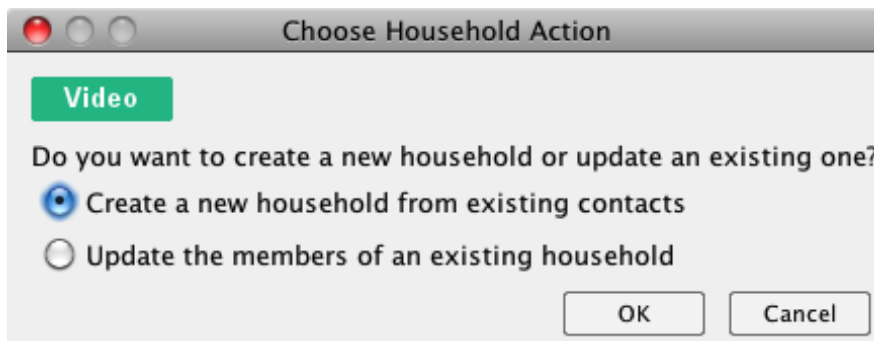 Choose Household Action
Video
Do you want to create a new household or update an existing one?
Create a new household from existing contacts
Update the members of an existing household
OK Cancel